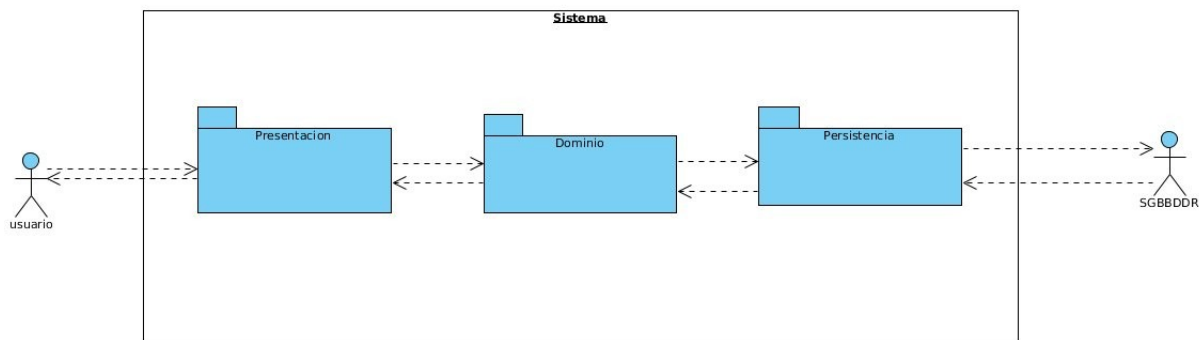 Sistema
Presentacion
Dominio
Persistencia
usuario
SGBBDDR